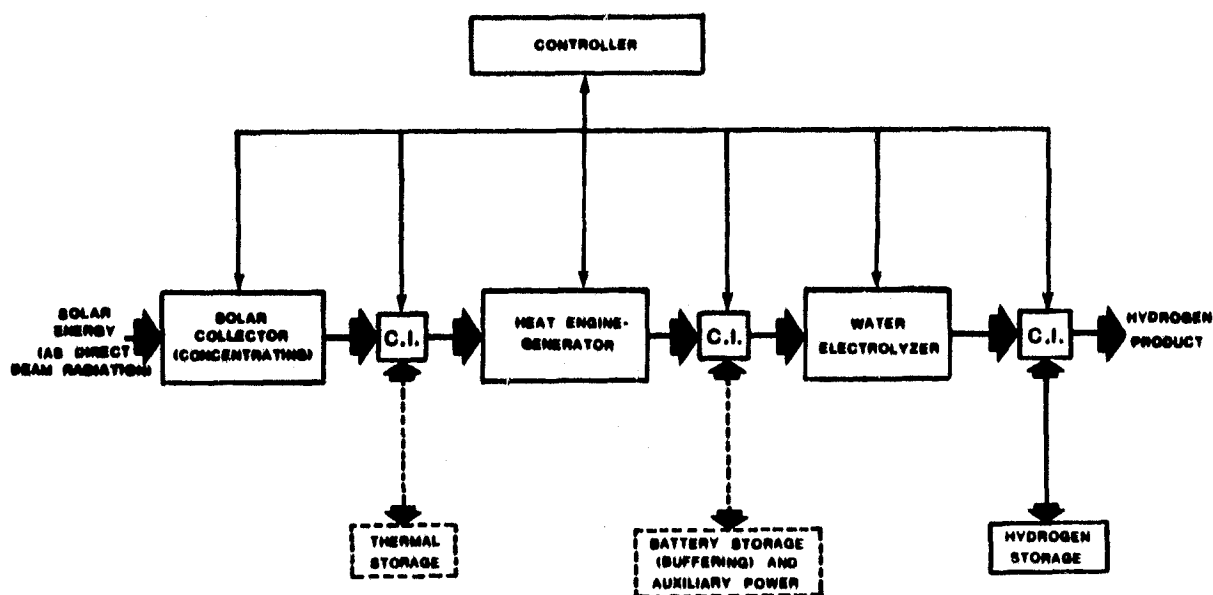 CONTROLLER
SOLAR
ENERGY
(AS DIRECT
BEAM RADIATION)
SOLAR
COLLECTOR
(CONCENTRATING)
C.I.
HEAT ENGINE-
GENERATOR
C.I.
WATER
ELECTROLYZER
C.I.
HYDROGEN
PRODUCT
THERMAL
STORAGE
BATTERY STORAGE
(BUFFERING) AND
AUXILIARY POWER
HYDROGEN
STORAGE